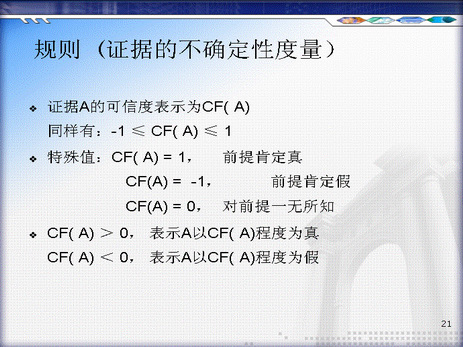 规则 (证据的不确定性度量)
❖ 证据A的可信度表示为CF( A)
同样有: -1 ≤ CF( A) ≤ 1
❖ 特殊值: CF( A) = 1, 前提肯定真
CF(A) = -1, 前提肯定假
CF(A) = 0, 对前提一无所知
❖ CF( A) > 0, 表示A以CF( A)程度为真
CF( A) < 0, 表示A以CF( A)程度为假
21